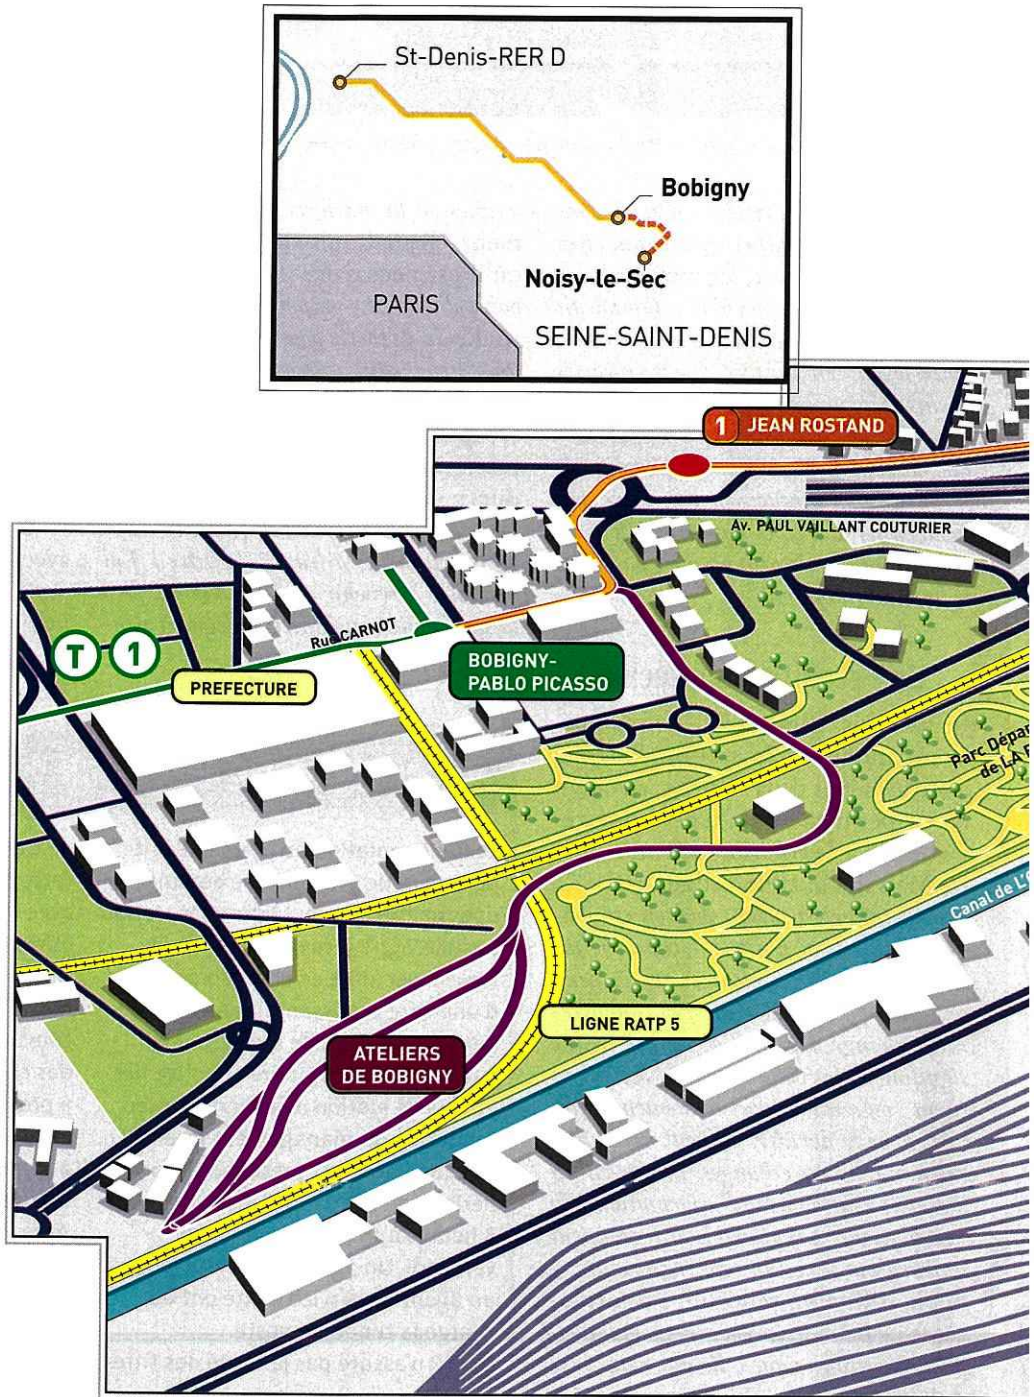 St-Denis-RER D
Bobigny
Noisy-le-Sec
PARIS
SEINE-SAINT-DENIS
1 JEAN ROSTAND
Av. PAUL VAILLANT COUTURIER
Rue CARNOT
T 1
PREFECTURE
BOBIGNY-
PABLO PICASSO
Parc Dépa
de LA
Canal de L'O
LIGNE RATP 5
ATELIERS
DE BOBIGNY